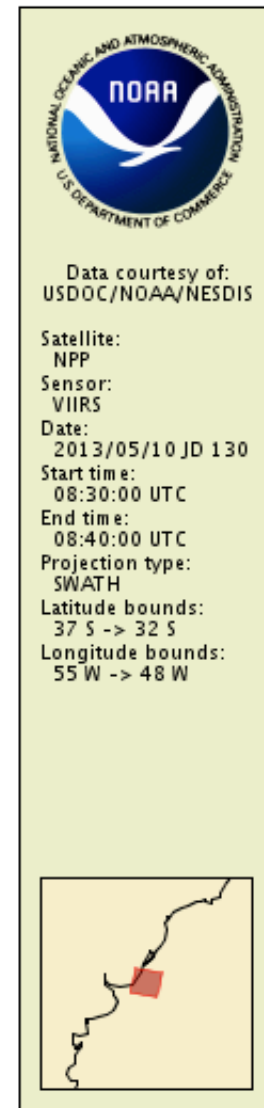 NATIONAL OCEANIC AND ATMOSPHERIC ADMINISTRATION
NOAA
U.S. DEPARTMENT OF COMMERCE
Data courtesy of:
USDOC/NOAA/NESDIS
Satellite:
NPP
Sensor:
VIIRS
Date:
2013/05/10 JD 130
Start time:
08:30:00 UTC
End time:
08:40:00 UTC
Projection type:
SWATH
Latitude bounds:
37 S -> 32 S
Longitude bounds:
55 W -> 48 W